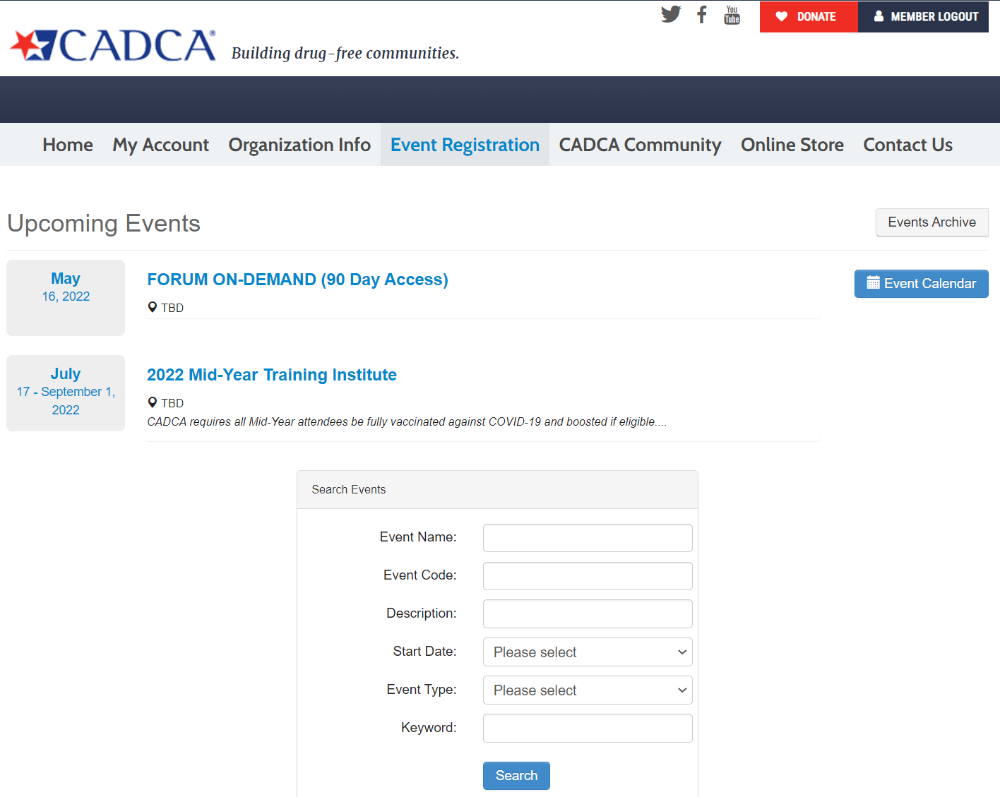 You
Tube
DONATE
MEMBER LOGOUT
CADCA®
Building drug-free communities.
Home
My Account
Organization Info
Event Registration
CADCA Community
Online Store
Contact Us
Upcoming Events
Events Archive
May
16, 2022
FORUM ON-DEMAND (90 Day Access)
TBD
Event Calendar
July
17 - September 1,
2022
2022 Mid-Year Training Institute
TBD
CADCA requires all Mid-Year attendees be fully vaccinated against COVID-19 and boosted if eligible....
Search Events
Event Name:
Event Code:
Description:
Start Date:
Please select
Event Type:
Please select
Keyword:
Search